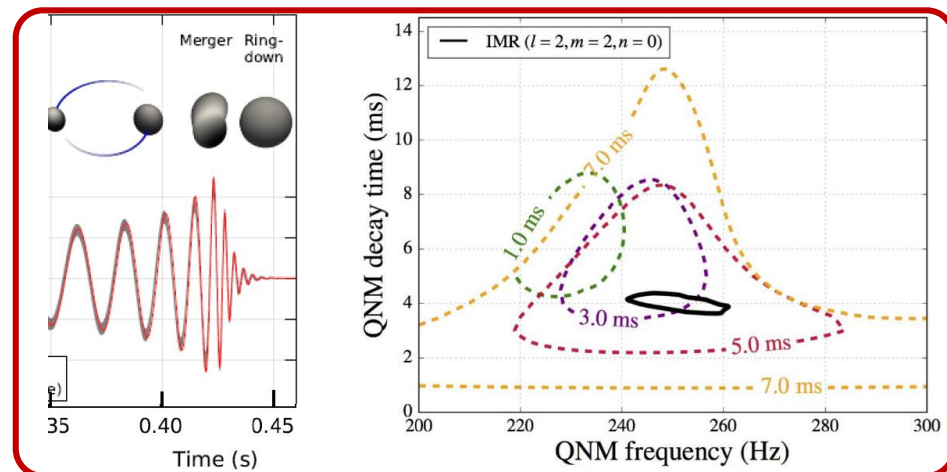 Merger
Ring-
down
e)
35
0.40
0.45
Time (s)
IMR (l = 2, m = 2, n = 0)
14
12
10
8
6
4
2
0
QNM decay time (ms)
7.0 ms
1.0 ms
3.0 ms
5.0 ms
7.0 ms
200
220
240
260
280
300
QNM frequency (Hz)